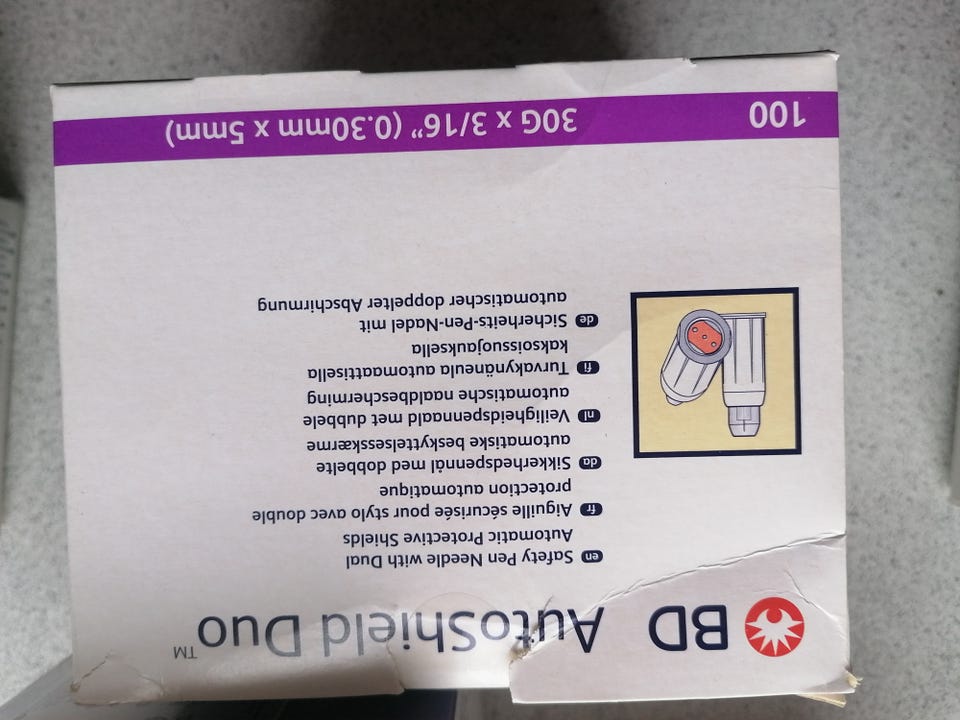 BD AutoShield Duo™
en Safety Pen Needle with Dual
Automatic Protective Shields
fr Aiguille sécurisée pour stylo avec double
protection automatique
da Sikkerhedspennål med dobbelte
automatiske beskyttelsesskærme
nl Veiligheidspennaald met dubbele
automatische naaldbescherming
fi Turvakynäneula automaattisella
kaksoissuojauksella
de Sicherheits-Pen-Nadel mit
automatischer doppelter Abschirmung
100 30G x 3/16” (0.30mm x 5mm)